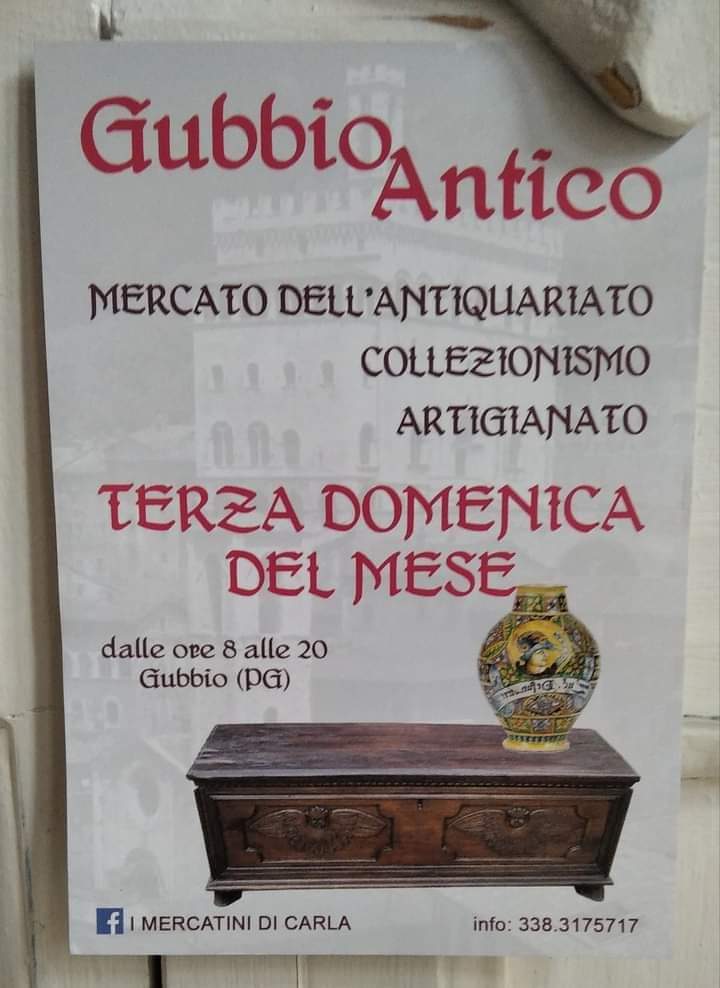 Gubbio
Antico
MERCATO DELL'ANTIQUARIATO
COLLEZIONISMO
ARTIGIANATO
TERZA DOMENICA
DEL MESE
dalle ore 8 alle 20
Gubbio (PG)
f I MERCATINI DI CARLA
info: 338.3175717